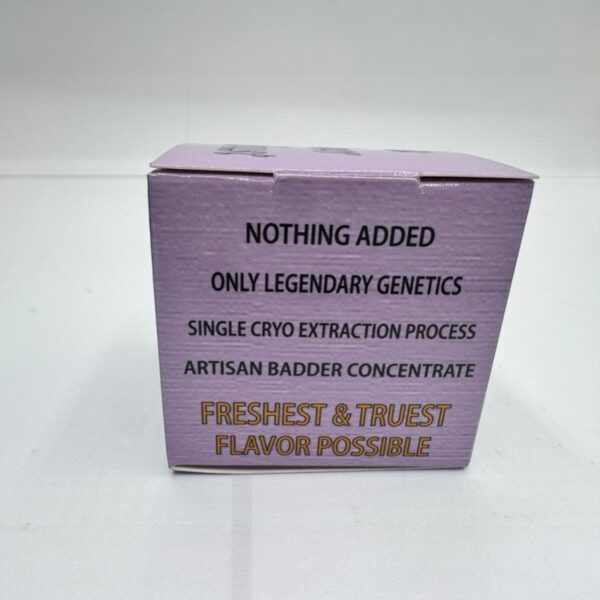 NOTHING ADDED
ONLY LEGENDARY GENETICS
SINGLE CRYO EXTRACTION PROCESS
ARTISAN BADDER CONCENTRATE
FRESHEST & TRUEST
FLAVOR POSSIBLE